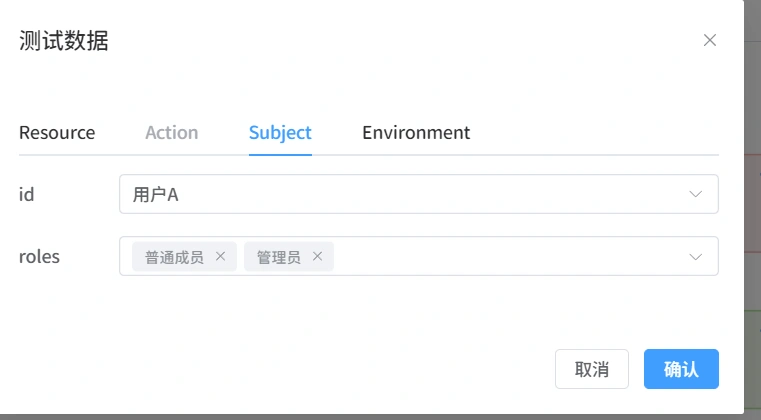 测试数据
Resource Action Subject Environment
id 用户A
roles 普通成员 管理员
取消 确认